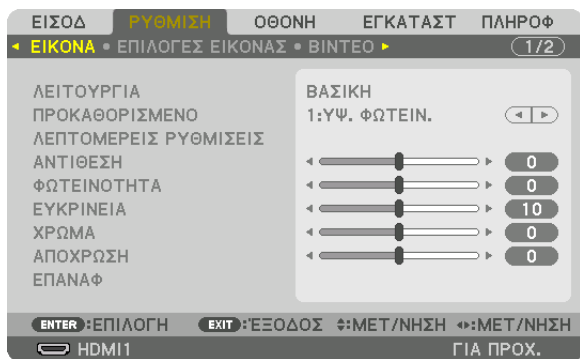 ΕΙΣΟΔ ΡΥΘΜΙΣΗ ΟΘΟΝΗ ΕΓΚΑΤΑΣΤ ΠΛΗΡΟΦ
ΕΙΚΟΝΑ • ΕΠΙΛΟΓΕΣ ΕΙΚΟΝΑΣ • ΒΙΝΤΕΟ 1/2
ΛΕΙΤΟΥΡΓΙΑ ΒΑΣΙΚΗ
ΠΡΟΚΑΘΟΡΙΣΜΕΝΟ 1:ΥΨ. ΦΩΤΕΙΝ.
ΛΕΠΤΟΜΕΡΕΙΣ ΡΥΘΜΙΣΕΙΣ
ΑΝΤΙΘΕΣΗ 0
ΦΩΤΕΙΝΟΤΗΤΑ 0
ΕΥΚΡΙΝΕΙΑ 10
ΧΡΩΜΑ 0
ΑΠΟΧΡΩΣΗ 0
ΕΠΑΝΑΦ
ENTER :ΕΠΙΛΟΓΗ EXIT :ΈΞΟΔΟΣ :ΜΕΤ/ΝΗΣΗ :ΜΕΤ/ΝΗΣΗ
HDMI1 ΓΙΑ ΠΡΟΧ.